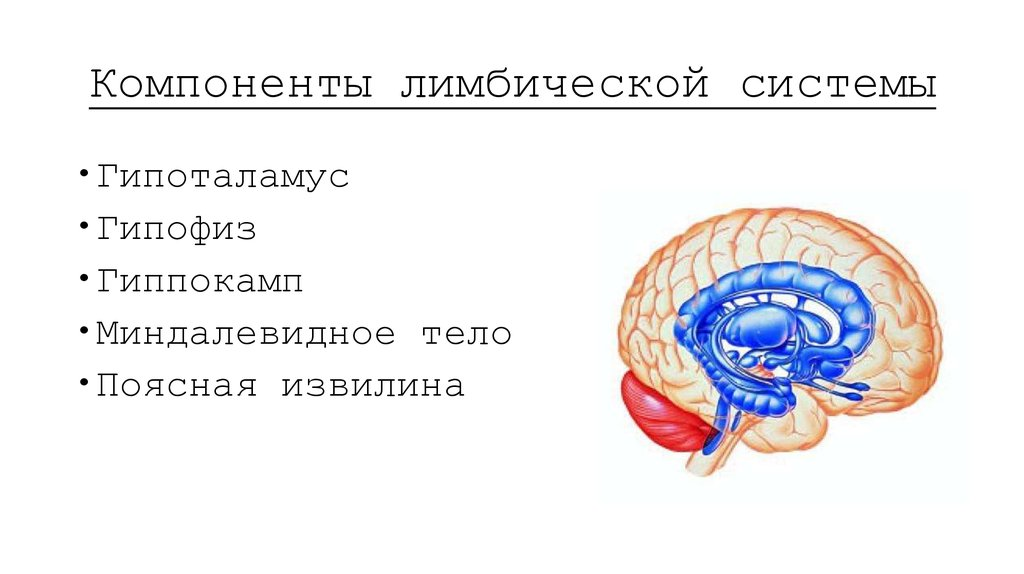 Компоненты лимбической системы
•Гипоталамус
•Гипофиз
•Гиппокамп
•Миндалевидное тело
•Поясная извилина